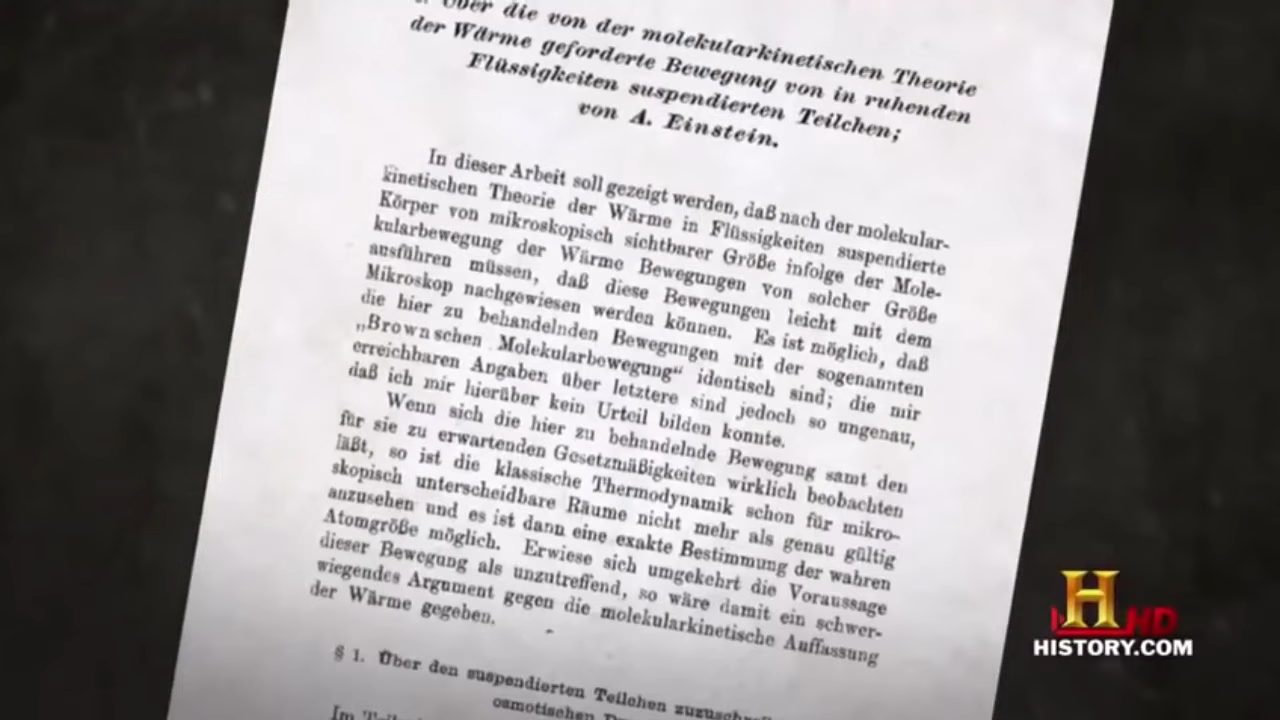 Über die von der molekularkinetischen Theorie
der Wärme geforderte Bewegung von in ruhenden
Flüssigkeiten suspendierten Teilchen;
von A. Einstein.
In dieser Arbeit soll gezeigt werden, daß nach der molekular-
kinetischen Theorie der Wärme in Flüssigkeiten suspendierte
Körper von mikroskopisch sichtbarer Größe infolge der Mole-
kularbewegung der Wärme Bewegungen von solcher Größe
ausführen müssen, daß diese Bewegungen leicht mit dem
Mikroskop nachgewiesen werden können. Es ist möglich, daß
die hier zu behandelnden Bewegungen mit der sogenannten
„Brownschen Molekularbewegung“ identisch sind; die mir
erreichbaren Angaben über letztere sind jedoch so ungenau,
daß ich mir hierüber kein Urteil bilden konnte.
Wenn sich die hier zu behandelnde Bewegung samt den
für sie zu erwartenden Gesetzmäßigkeiten wirklich beobachten
läßt, so ist die klassische Thermodynamik schon für mikro-
skopisch unterscheidbare Räume nicht mehr als genau gültig
anzusehen und es ist dann eine exakte Bestimmung der wahren
Atomgröße möglich. Erwiese sich umgekehrt die Voraussage
dieser Bewegung als unzutreffend, so wäre damit ein schwer-
wiegendes Argument gegen die molekularkinetische Auffassung
der Wärme gegeben.
§ 1. Über den suspendierten Teilchen
osmotischen
Im
H HD
HISTORY.COM